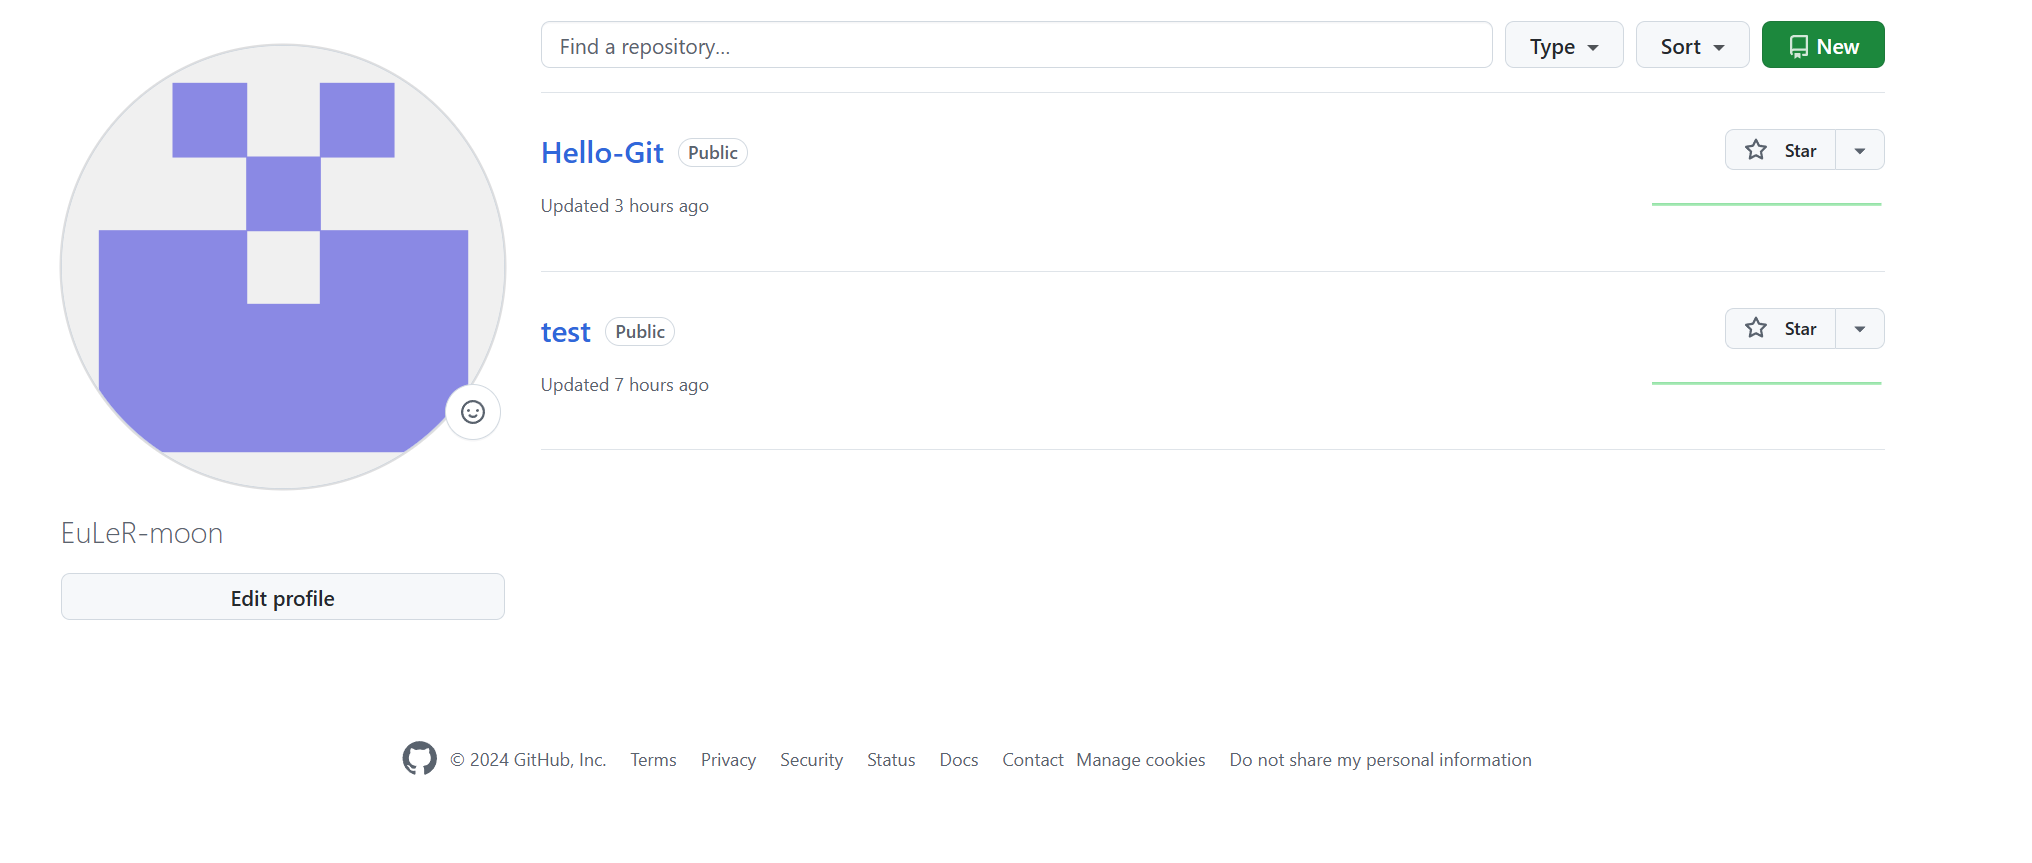 Find a repository... Type Sort New
Hello-Git Public Star
Updated 3 hours ago
test Public Star
Updated 7 hours ago
EuLeR-moon
Edit profile
© 2024 GitHub, Inc. Terms Privacy Security Status Docs Contact Manage cookies Do not share my personal information